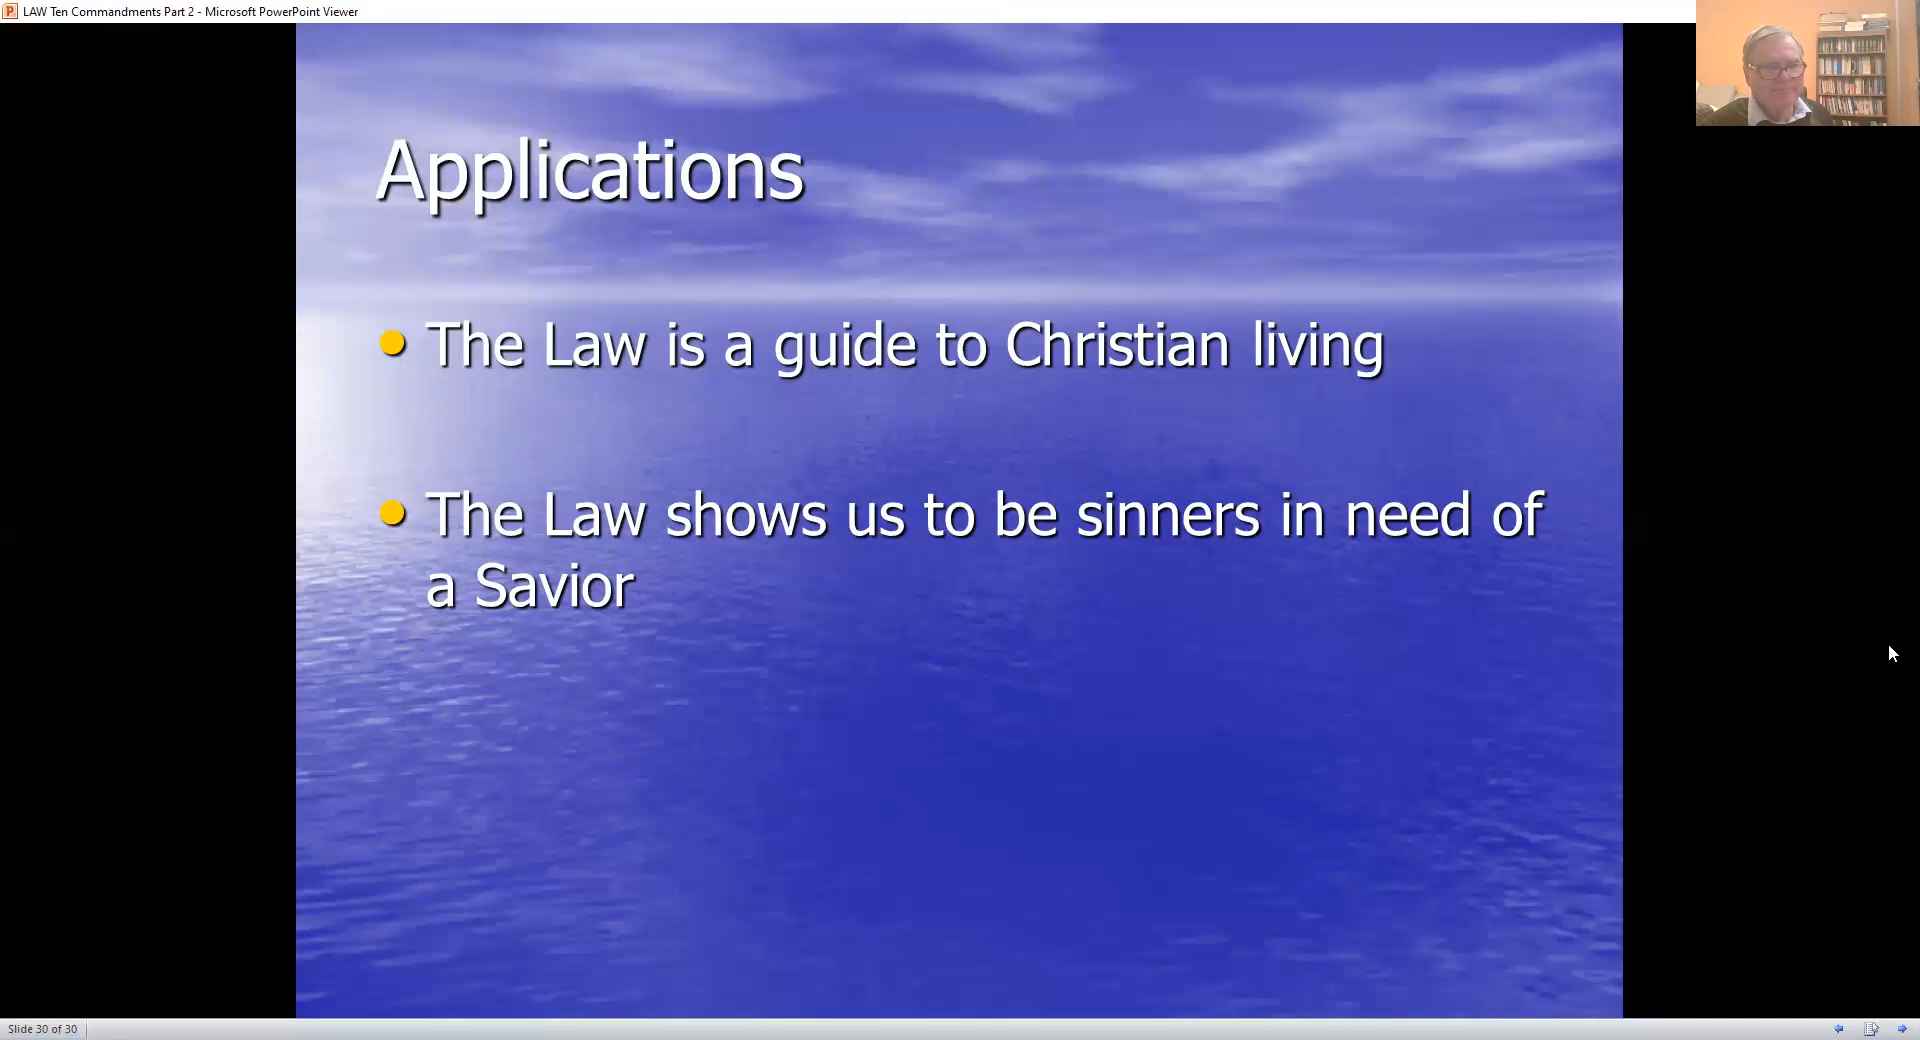 LAW Ten Commandments Part 2 - Microsoft PowerPoint Viewer
Applications
The Law is a guide to Christian living
The Law shows us to be sinners in need of
a Savior
Slide 30 of 30